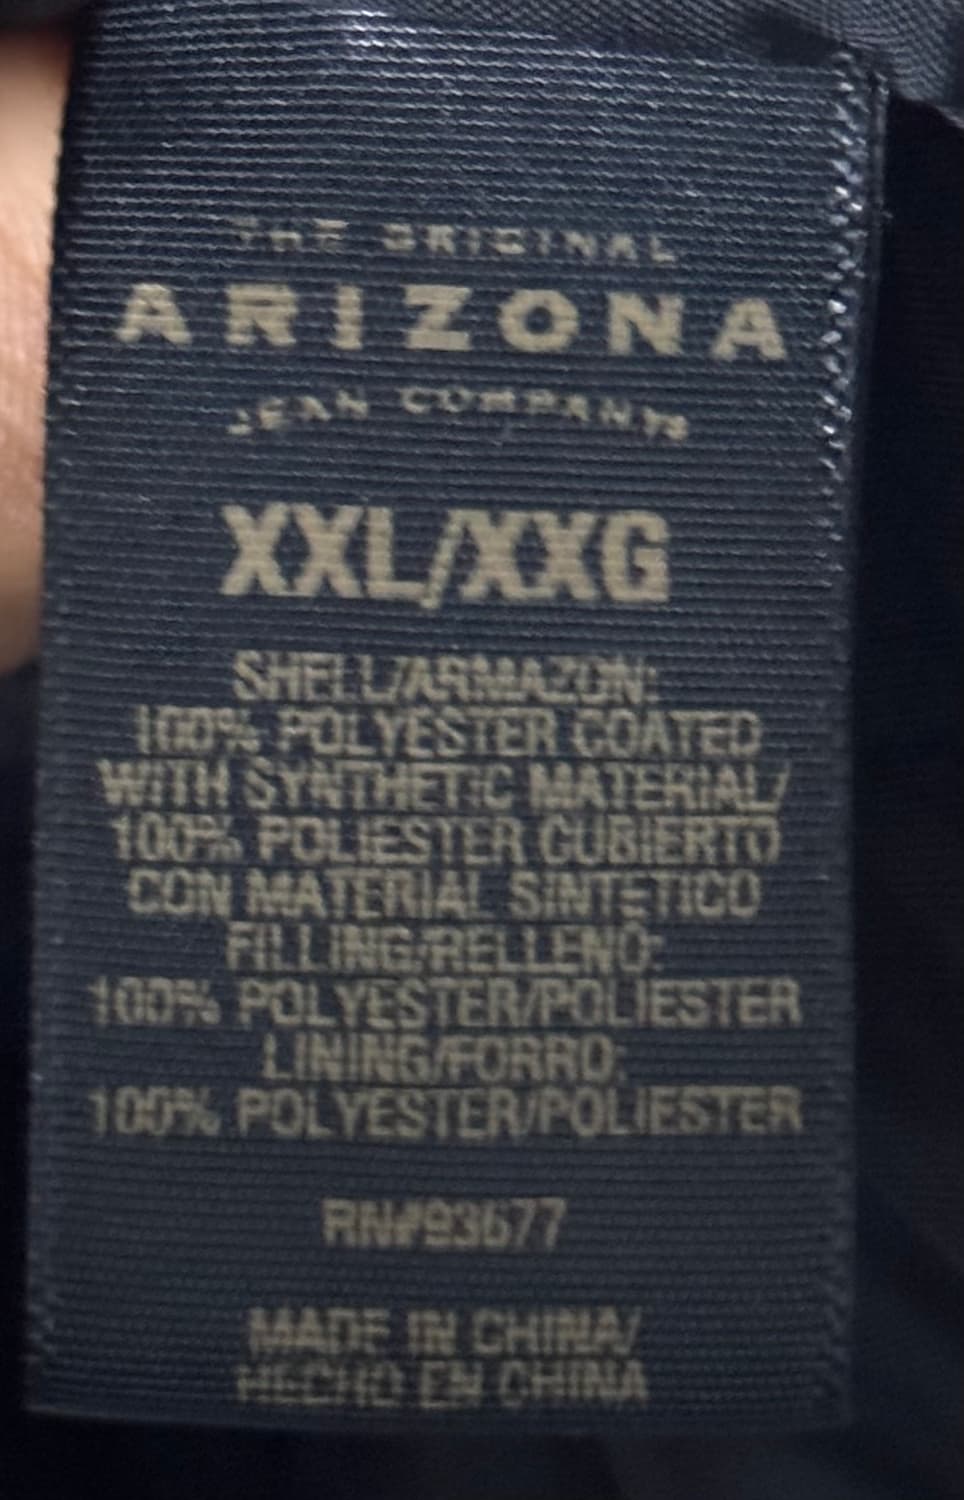 THE ORIGINAL
ARIZONA
JEAN COMPANY®
XXL/XXG
SHELL/ARMAZON:
100% POLYESTER COATED
WITH SYNTHETIC MATERIAL/
100% POLIESTER CUBIERTO
CON MATERIAL SINTETICO
FILLING/RELLENO:
100% POLYESTER/POLIESTER
LINING/FORRO:
100% POLYESTER/POLIESTER
RN#93677
MADE IN CHINA/
HECHO EN CHINA